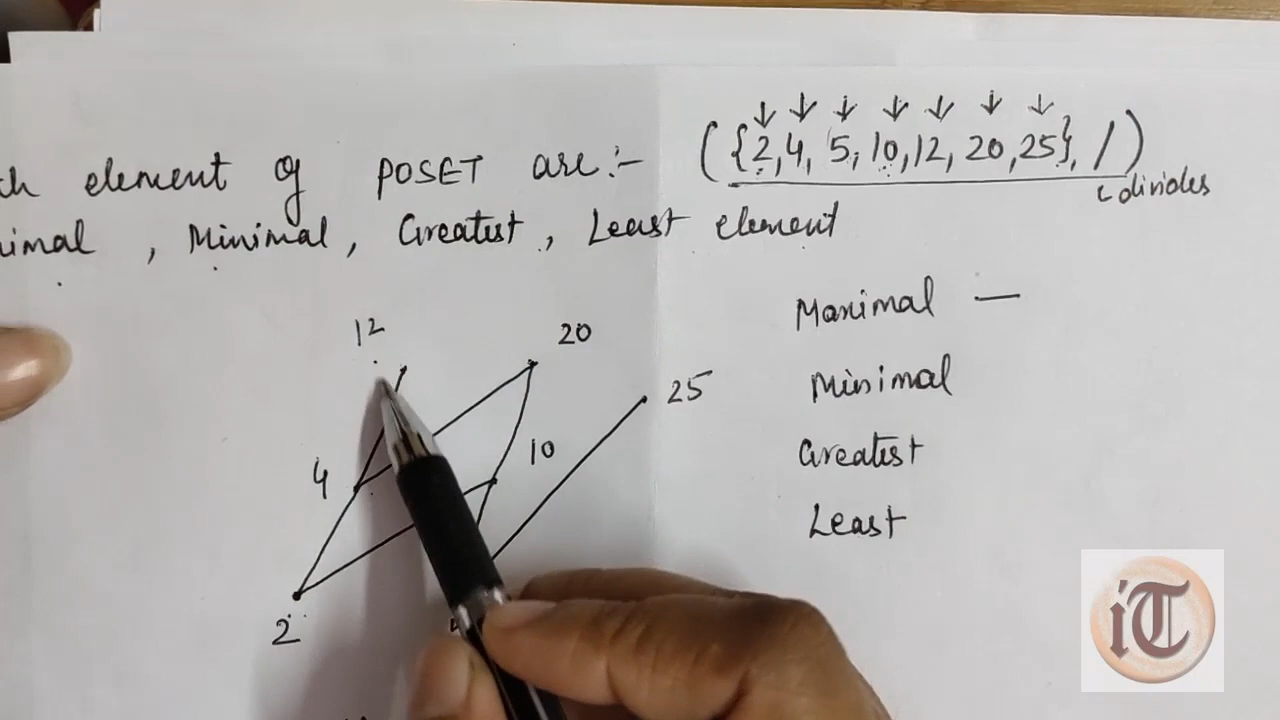 ({2,4, 5, 10,12, 20,25}, /)
element of POSET are:-
divides
, Minimal, Greatest, Least element
12
20
Maximal —
25
Minimal
10
4
Greatest
Least
2
iT